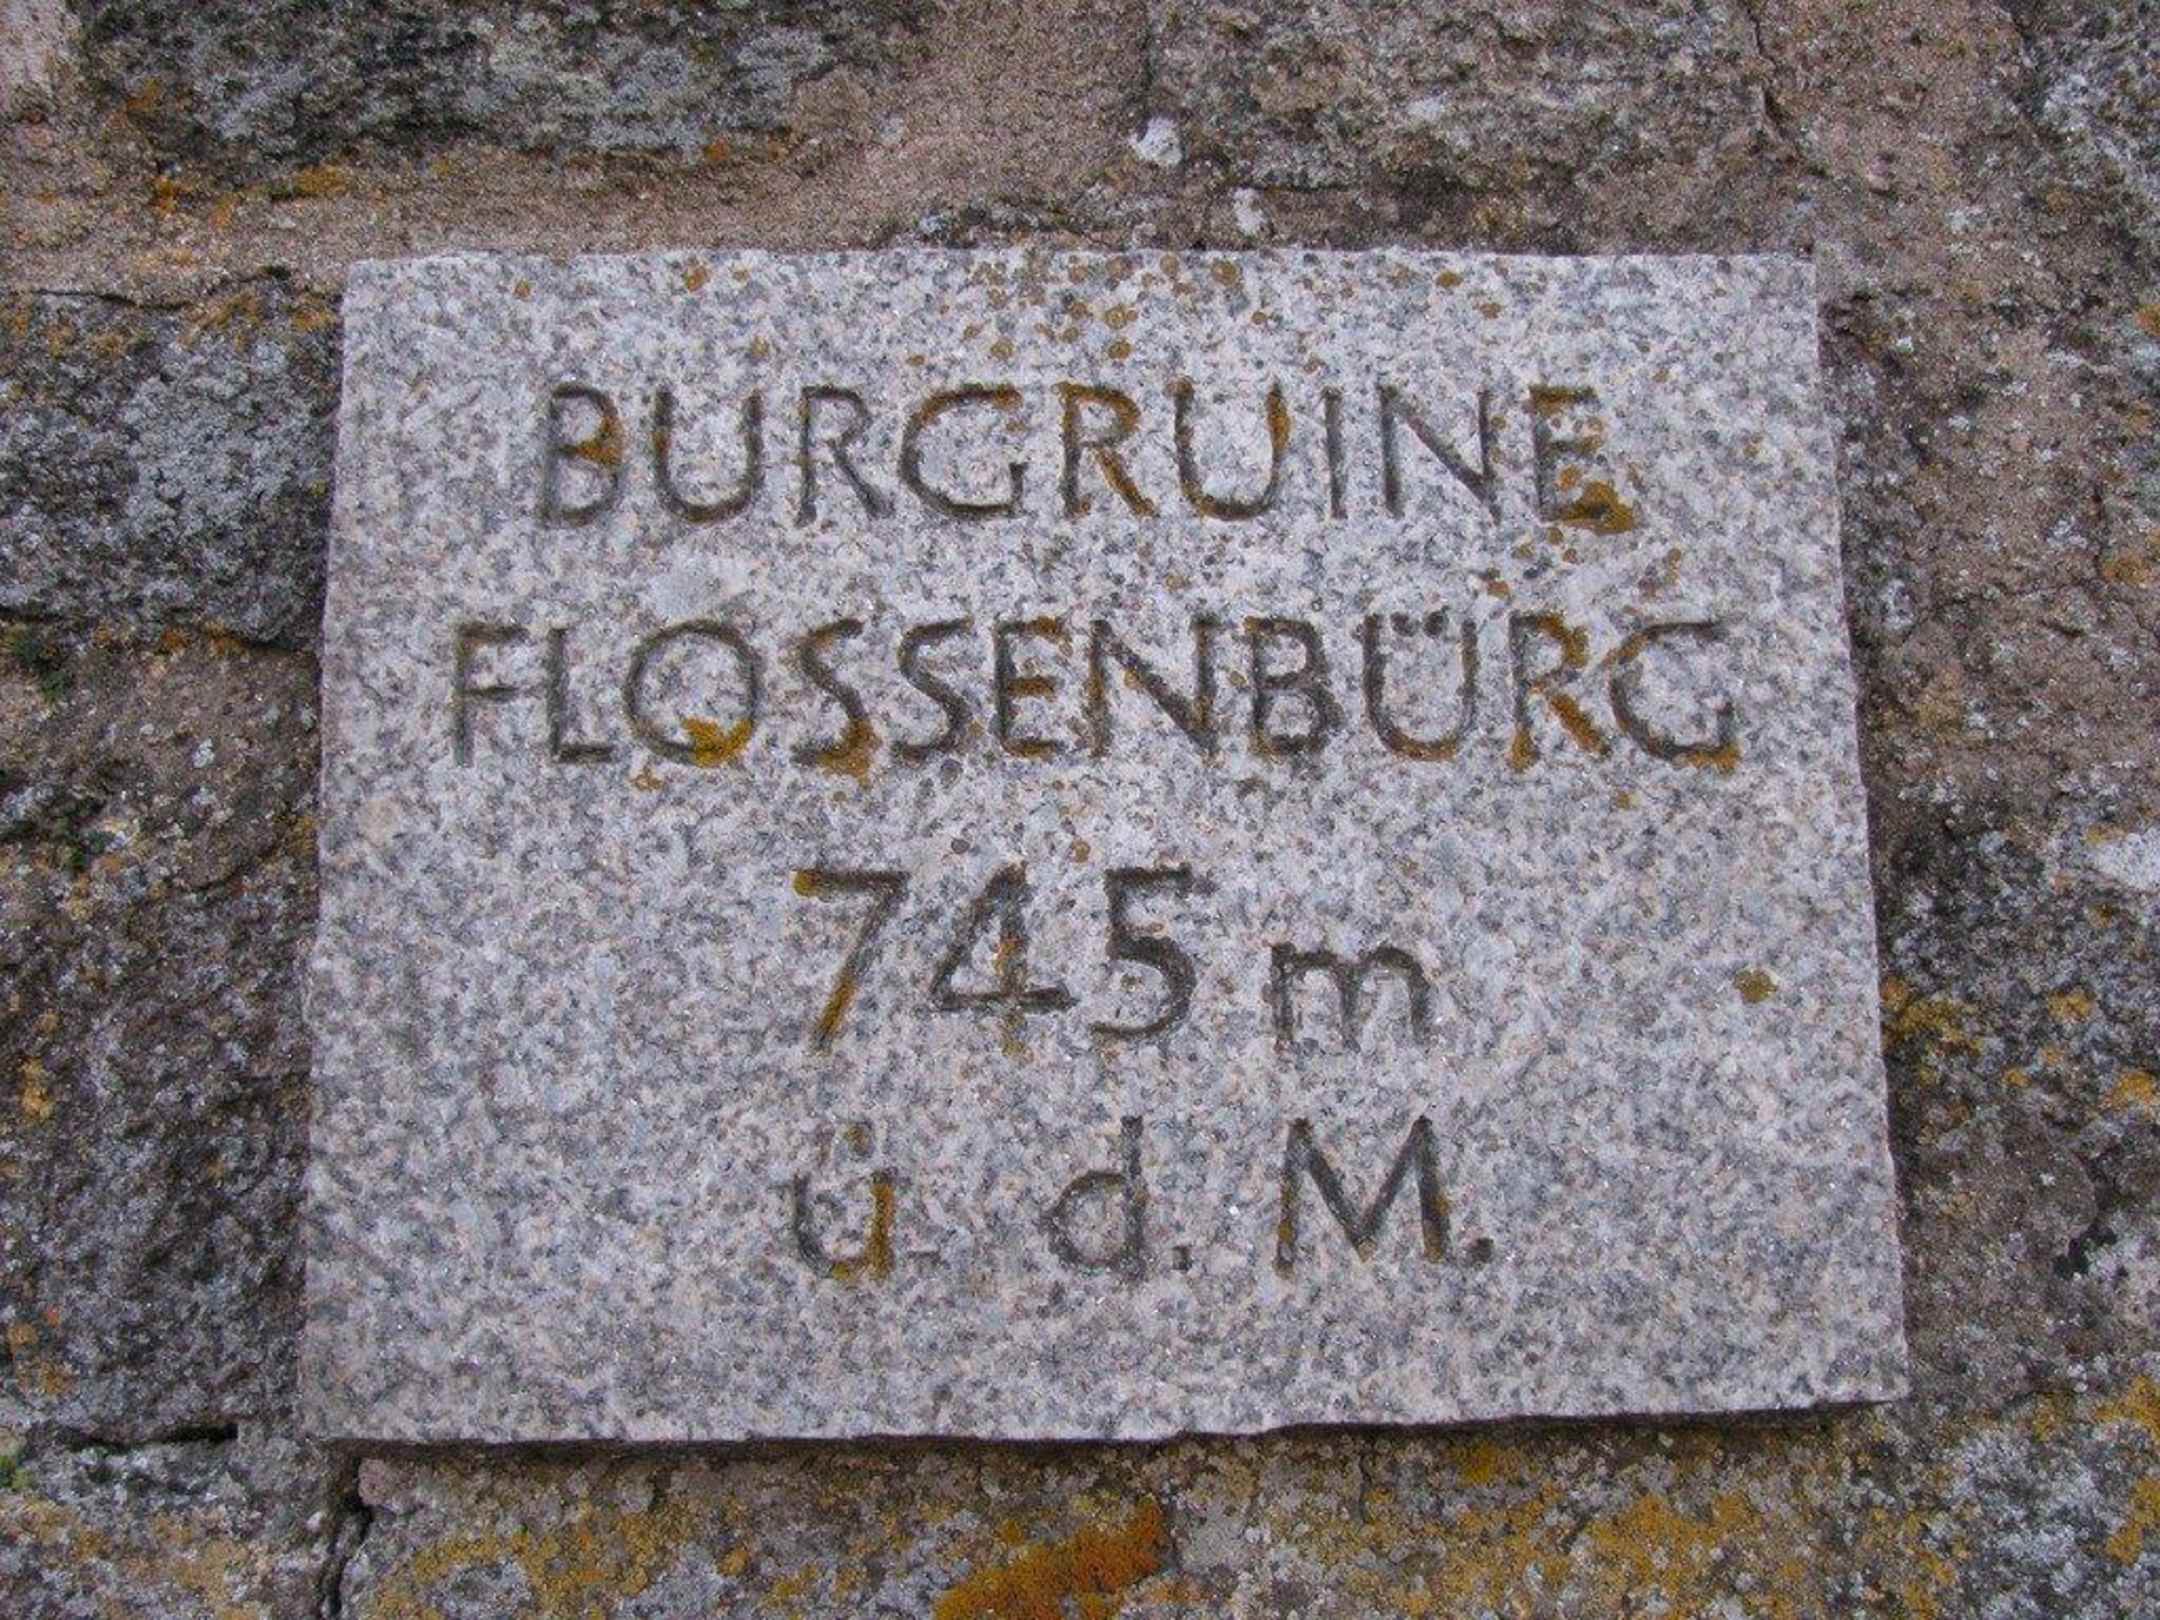 BURGRUINE
FLOSSENBÜRG
745 m
ü. d. M.